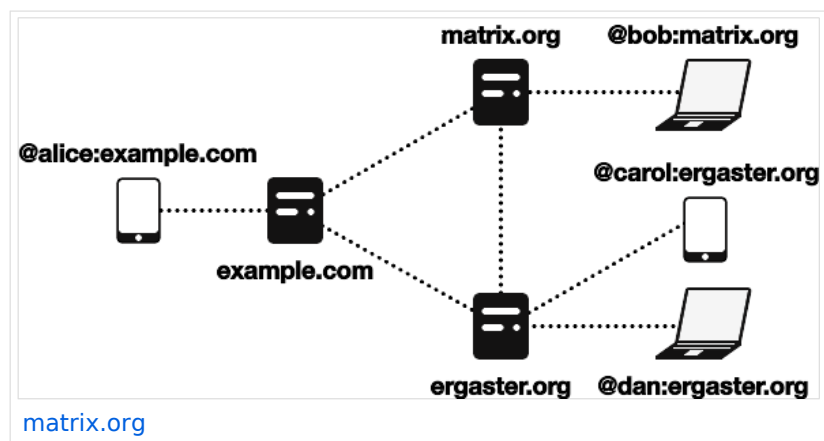 matrix.org
@bob:matrix.org
@alice:example.com
@carol:ergaster.org
example.com
ergaster.org
@dan:ergaster.org
matrix.org